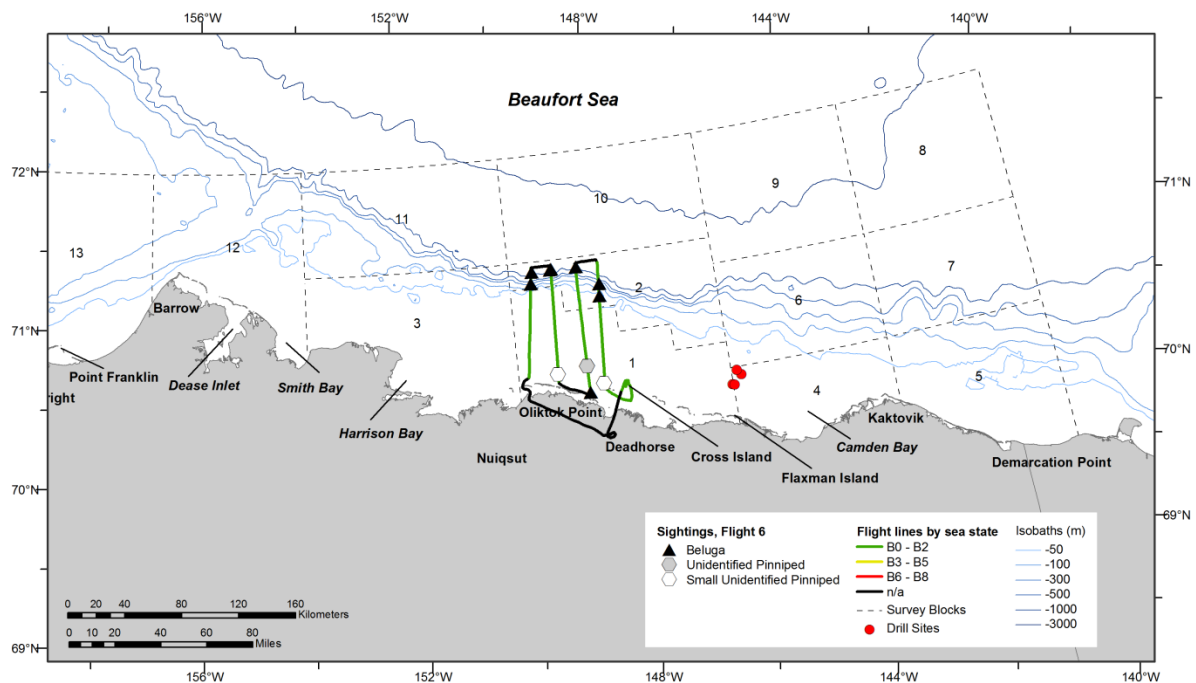 156°W 152°W 148°W 144°W 140°W
Beaufort Sea
72°N
71°N
8
9
10
11
12
13
7
2
6
3
1
5
4
71°N
70°N
Barrow
Point Franklin
right
Dease Inlet
Smith Bay
Harrison Bay
Oliktok Point
Nuiqsut
Deadhorse
Cross Island
Flaxman Island
Camden Bay
Kaktovik
Demarcation Point
70°N
69°N
69°N
Sightings, Flight 6
Beluga
Unidentified Pinniped
Small Unidentified Pinniped
Flight lines by sea state
B0 - B2
B3 - B5
B6 - B8
n/a
Survey Blocks
Drill Sites
Isobaths (m)
-50
-100
-300
-500
-1000
-3000
0 20 40 80 120 160
Kilometers
0 10 20 40 60 80
Miles
156°W 152°W 148°W 144°W 140°W